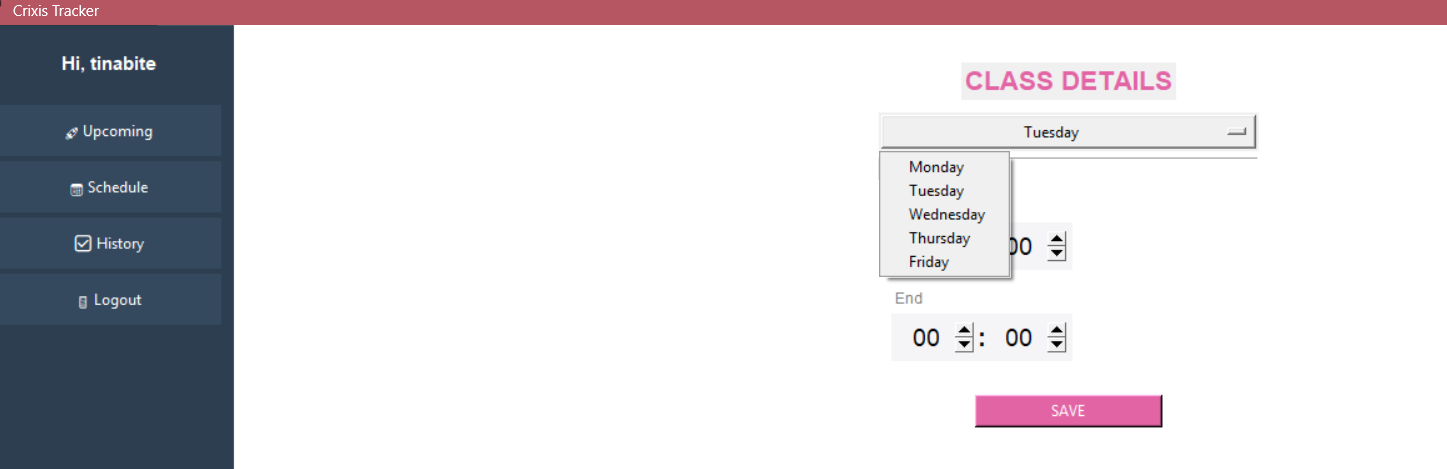 Crixis Tracker
Hi, tinabite
Upcoming
Schedule
History
Logout
CLASS DETAILS
Tuesday
Monday
Tuesday
Wednesday
Thursday
Friday
00
End
00 : 00
SAVE